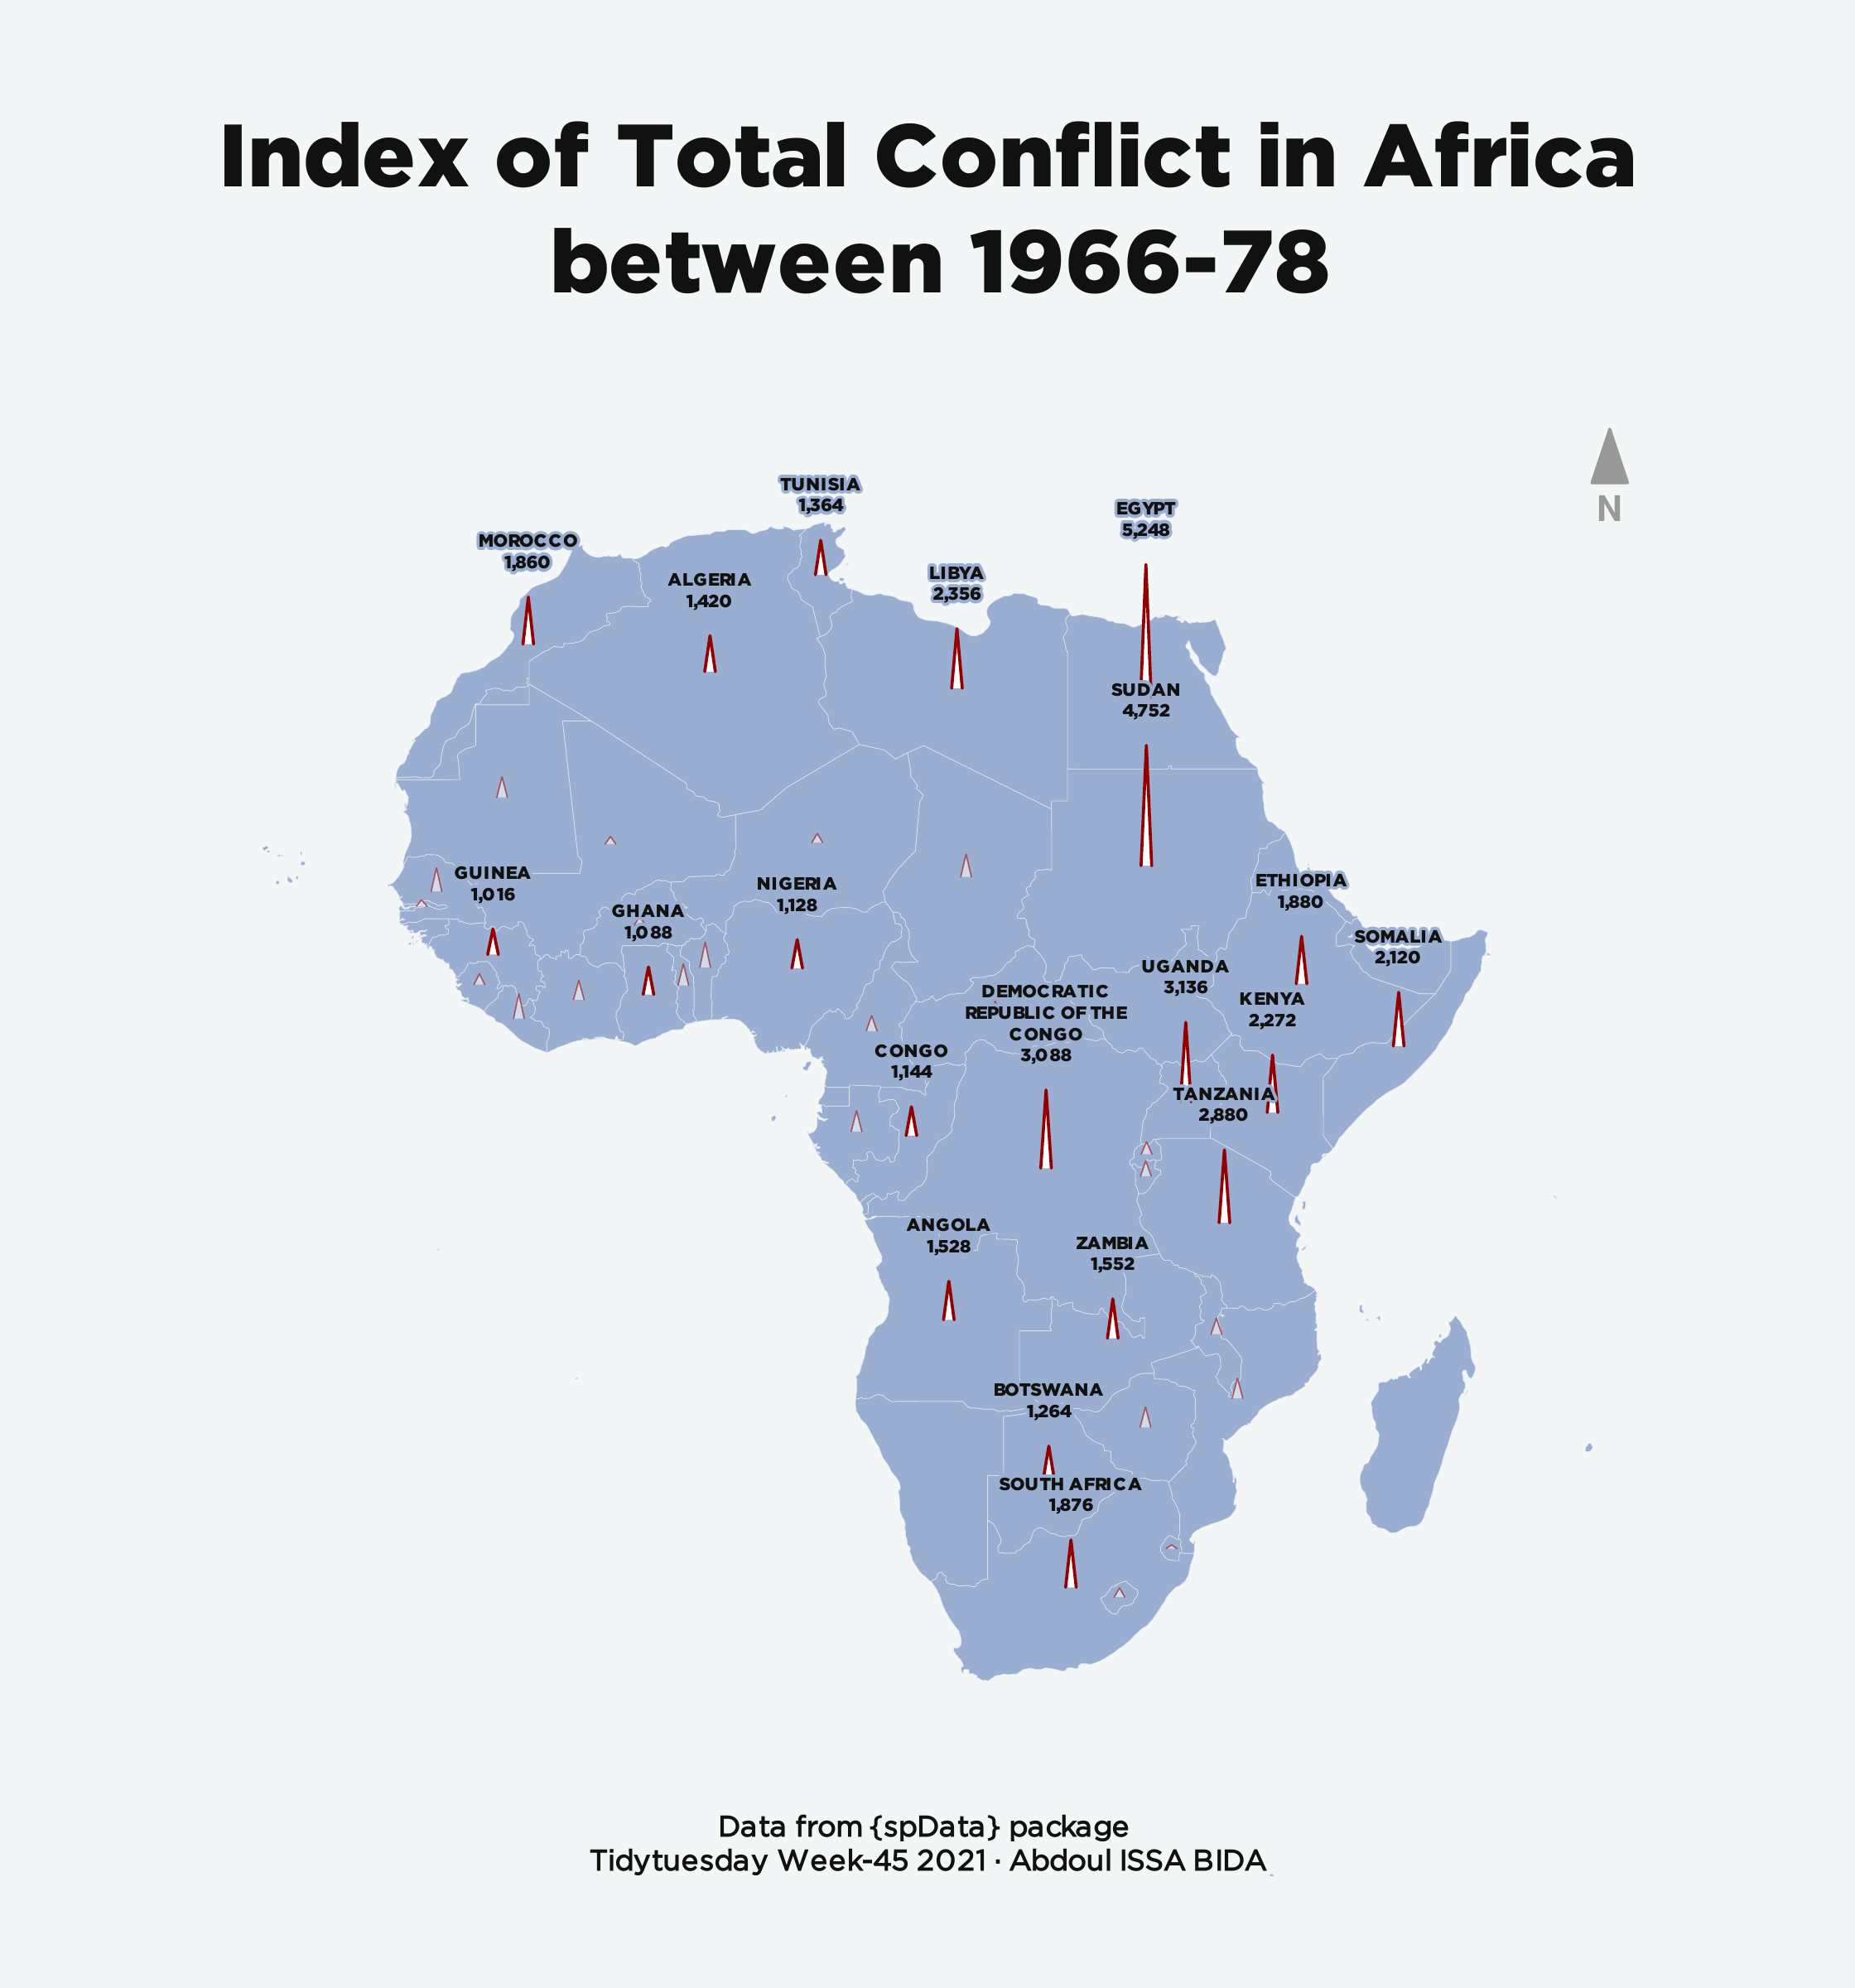 Index of Total Conflict in Africa
between 1966-78
N
TUNISIA
1,364
EGYPT
5,248
MOROCCO
1,860
ALGERIA
1,420
LIBYA
2,356
SUDAN
4,752
GUINEA
1,016
NIGERIA
1,128
GHANA
1,088
ETHIOPIA
1,880
SOMALIA
2,120
UGANDA
3,136
KENYA
2,272
DEMOCRATIC
REPUBLIC OF THE
CONGO
3,088
CONGO
1,144
TANZANIA
2,880
ANGOLA
1,528
ZAMBIA
1,552
BOTSWANA
1,264
SOUTH AFRICA
1,876
Data from {spData} package
Tidytuesday Week-45 2021 · Abdoul ISSA BIDA